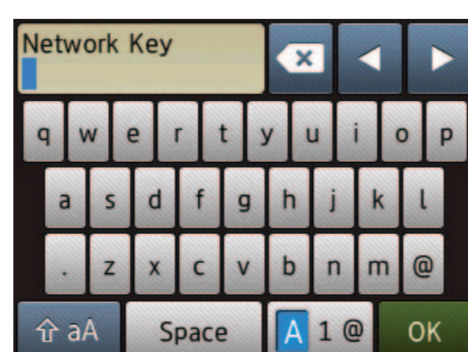 Network Key
q w e r t y u i o p
a s d f g h j k l
. z x c v b n m @
aA Space A 1 @ OK